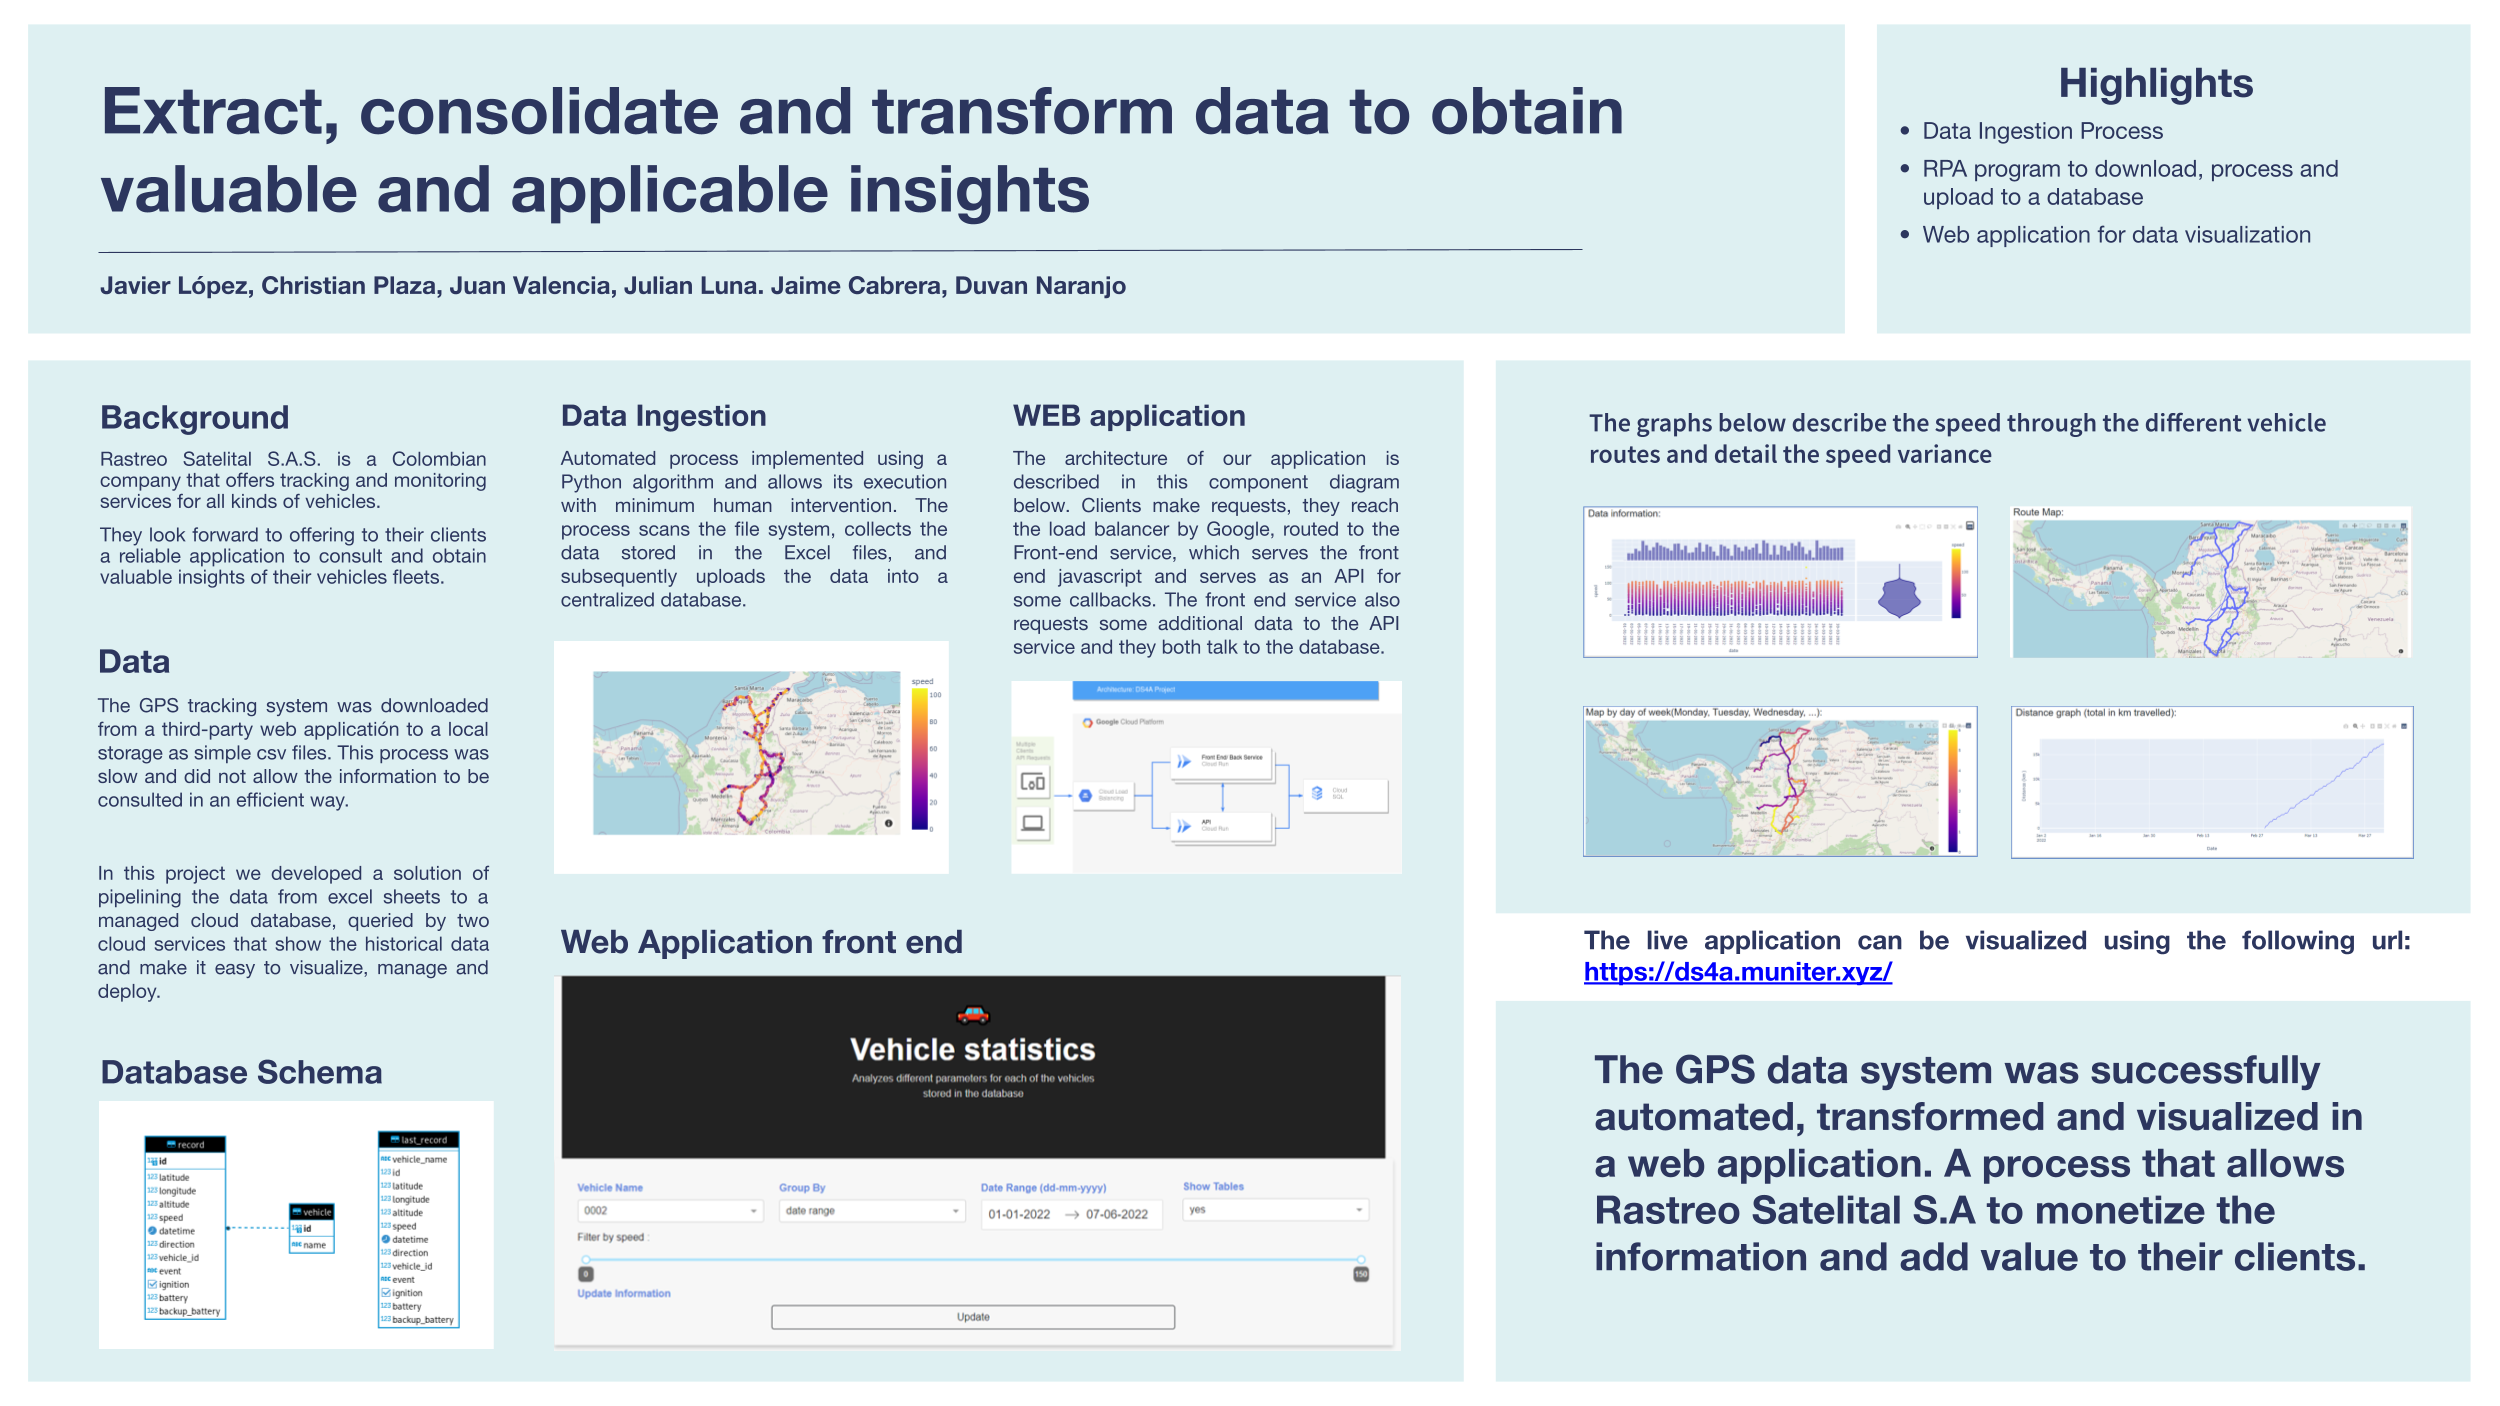 Extract, consolidate and transform data to obtain
valuable and applicable insights
Javier López, Christian Plaza, Juan Valencia, Julian Luna. Jaime Cabrera, Duvan Naranjo
Highlights
• Data Ingestion Process
• RPA program to download, process and
upload to a database
• Web application for data visualization
Background
Rastreo Satelital S.A.S. is a Colombian
company that offers tracking and monitoring
services for all kinds of vehicles.
They look forward to offering to their clients
a reliable application to consult and obtain
valuable insights of their vehicles fleets.
Data
The GPS tracking system was downloaded
from a third-party web applicatión to a local
storage as simple csv files. This process was
slow and did not allow the information to be
consulted in an efficient way.
In this project we developed a solution of
pipelining the data from excel sheets to a
managed cloud database, queried by two
cloud services that show the historical data
and make it easy to visualize, manage and
deploy.
Database Schema
record
id
latitude
longitude
altitude
speed
datetime
direction
vehicle_id
event
ignition
battery
backup_battery
vehicle
id
name
last_record
vehicle_name
id
latitude
longitude
altitude
speed
datetime
direction
vehicle_id
event
ignition
battery
backup_battery
Data Ingestion
Automated process implemented using a
Python algorithm and allows its execution
with minimum human intervention. The
process scans the file system, collects the
data stored in the Excel files, and
subsequently uploads the data into a
centralized database.
speed
100
80
60
40
20
0
WEB application
The architecture of our application is
described in this component diagram
below. Clients make requests, they reach
the load balancer by Google, routed to the
Front-end service, which serves the front
end javascript and serves as an API for
some callbacks. The front end service also
requests some additional data to the API
service and they both talk to the database.
Architecture: DS4A Project
Google Cloud Platform
Multiple
Clients
API Requests
Cloud Load
Balancing
Front End/ Back Service
Cloud Run
API
Cloud Run
Cloud
SQL
Web Application front end
Vehicle statistics
Analyzes different parameters for each of the vehicles
stored in the database
Vehicle Name
0002
Group By
date range
Date Range (dd-mm-yyyy)
01-01-2022 → 07-06-2022
Show Tables
yes
Filter by speed :
0
150
Update Information
Update
The graphs below describe the speed through the different vehicle
routes and detail the speed variance
Data information:
speed
date
Route Map:
Map by day of week(Monday, Tuesday, Wednesday, ...):
Distance graph (total in km travelled):
Date
The live application can be visualized using the following url:
https://ds4a.muniter.xyz/
The GPS data system was successfully
automated, transformed and visualized in
a web application. A process that allows
Rastreo Satelital S.A to monetize the
information and add value to their clients.